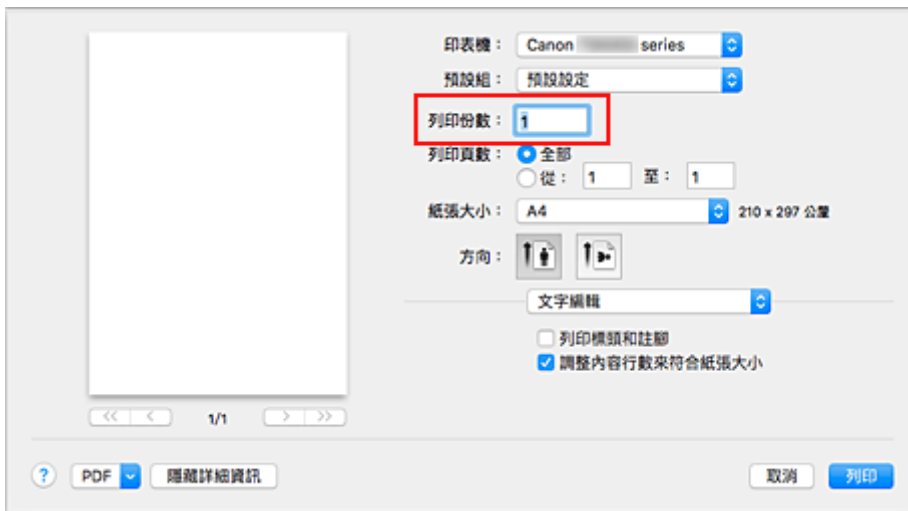 印表機： Canon series
預設組： 預設設定
列印份數： 1
列印頁數： 全部
從： 1 至： 1
紙張大小： A4 210 x 297 公釐
方向：
文字編輯
列印標頭和註腳
調整內容行數來符合紙張大小
<< < 1/1 > >>
? PDF 隱藏詳細資訊 取消 列印